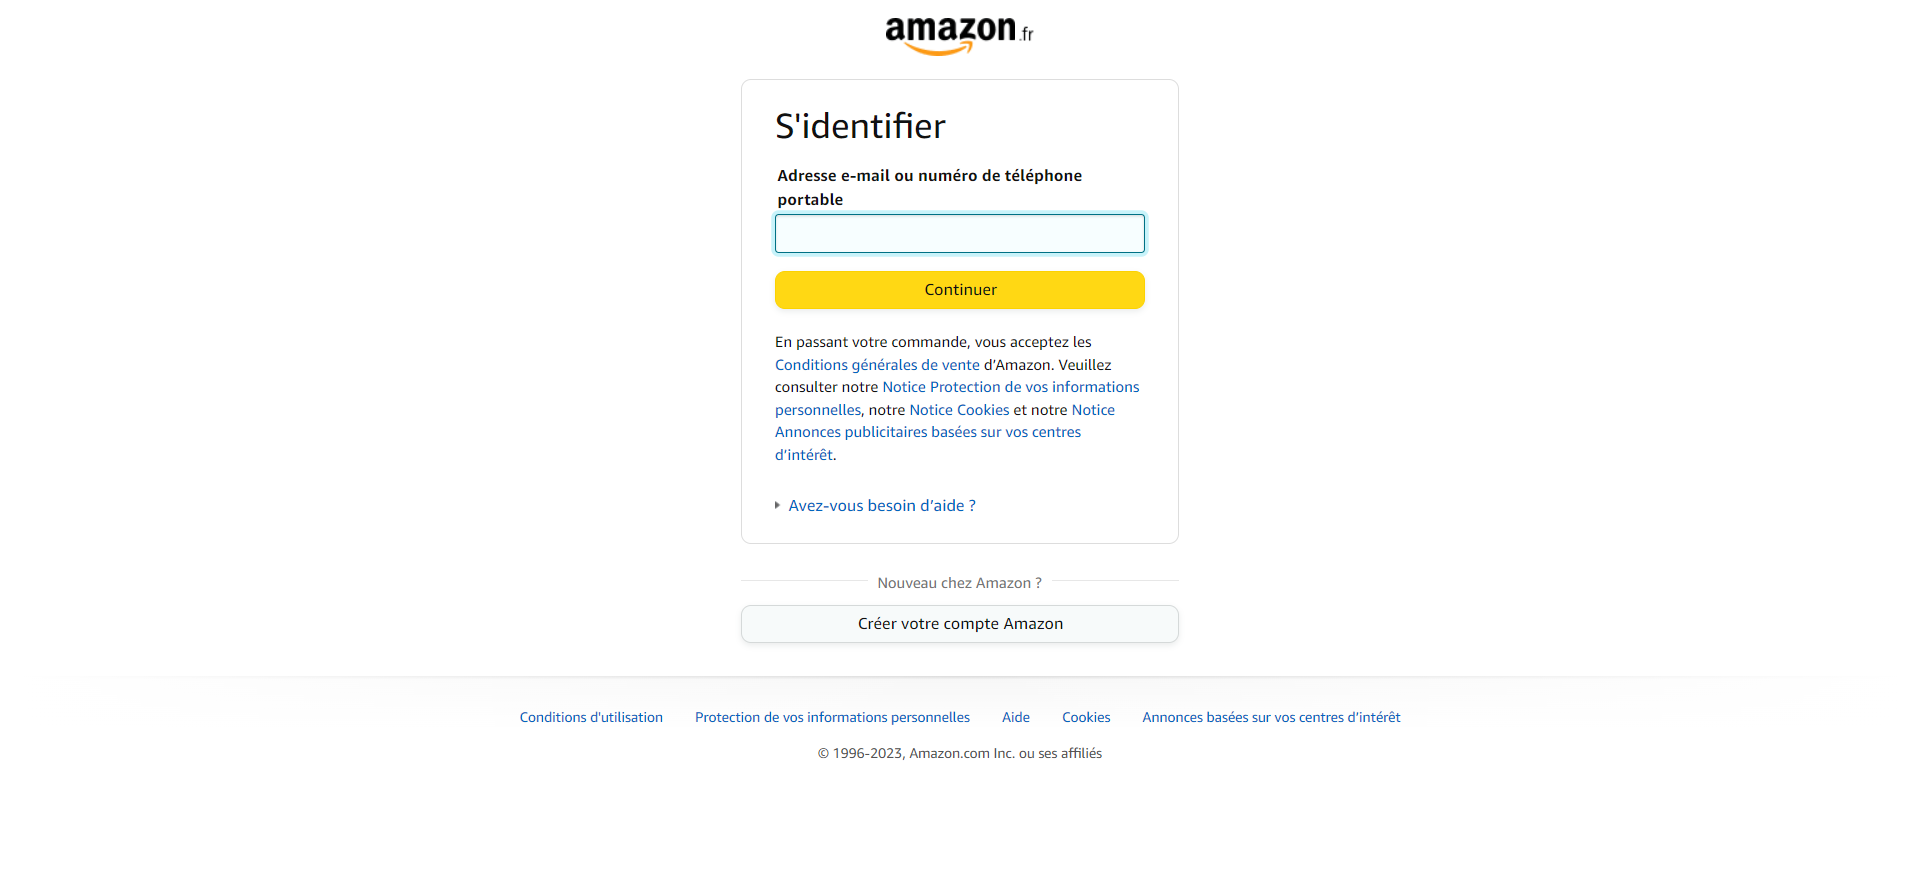 amazon.fr
S'identifier
Adresse e-mail ou numéro de téléphone
portable
Continuer
En passant votre commande, vous acceptez les
Conditions générales de vente d’Amazon. Veuillez
consulter notre Notice Protection de vos informations
personnelles, notre Notice Cookies et notre Notice
Annonces publicitaires basées sur vos centres
d’intérêt.
Avez-vous besoin d’aide ?
Nouveau chez Amazon ?
Créer votre compte Amazon
Conditions d'utilisation Protection de vos informations personnelles Aide Cookies Annonces basées sur vos centres d’intérêt
© 1996-2023, Amazon.com Inc. ou ses affiliés